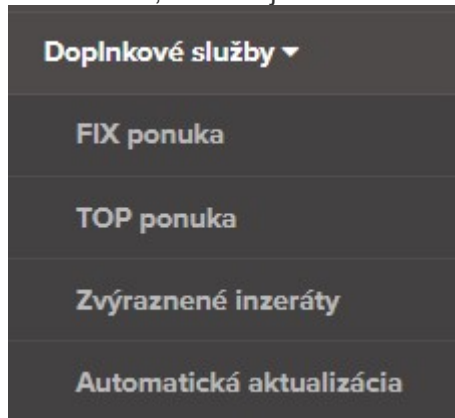 Doplnkové služby
FIX ponuka
TOP ponuka
Zvýraznené inzeráty
Automatická aktualizácia